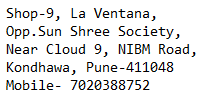 Shop-9, La Ventana,
Opp.Sun Shree Society,
Near Cloud 9, NIBM Road,
Kondhawa, Pune-411048
Mobile- 7020388752